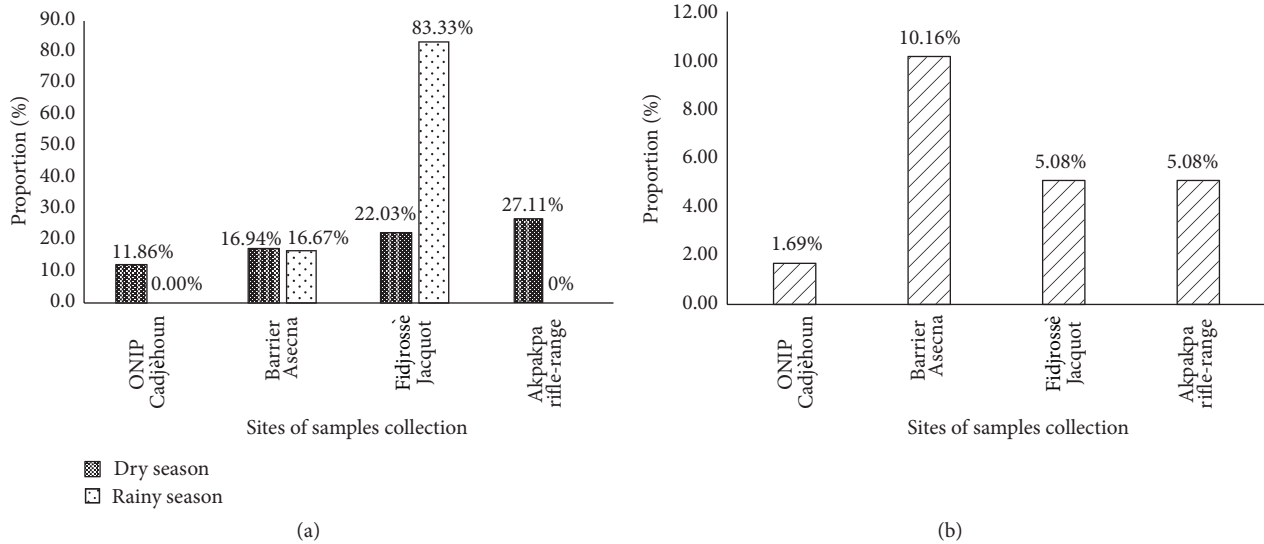 90.0
80.0
70.0
60.0
50.0
40.0
30.0
20.0
10.0
0.0
Proportion (%)
11.86%
0.00%
16.94%
16.67%
22.03%
83.33%
27.11%
0%
ONIP
Cadjèhoun
Barrier
Asecna
Fidjrossè
Jacquot
Akpakpa
rifle-range
Sites of samples collection
Dry season
Rainy season
(a)
12.00
10.00
8.00
6.00
4.00
2.00
0.00
Proportion (%)
1.69%
10.16%
5.08%
5.08%
ONIP
Cadjèhoun
Barrier
Asecna
Fidjrossè
Jacquot
Akpakpa
rifle-range
Sites of samples collection
(b)